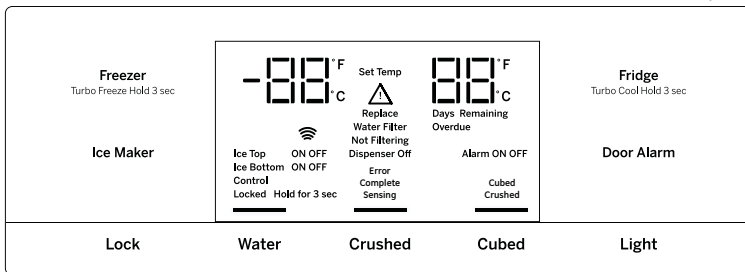 Freezer
Turbo Freeze Hold 3 sec
Ice Maker
-88 °F °C
Set Temp
Replace
Water Filter
Not Filtering
Dispenser Off
Error
Complete
Sensing
Ice Top ON OFF
Ice Bottom ON OFF
Control
Locked Hold for 3 sec
88 °F °C
Days Remaining
Overdue
Alarm ON OFF
Cubed
Crushed
Fridge
Turbo Cool Hold 3 sec
Door Alarm
Lock Water Crushed Cubed Light